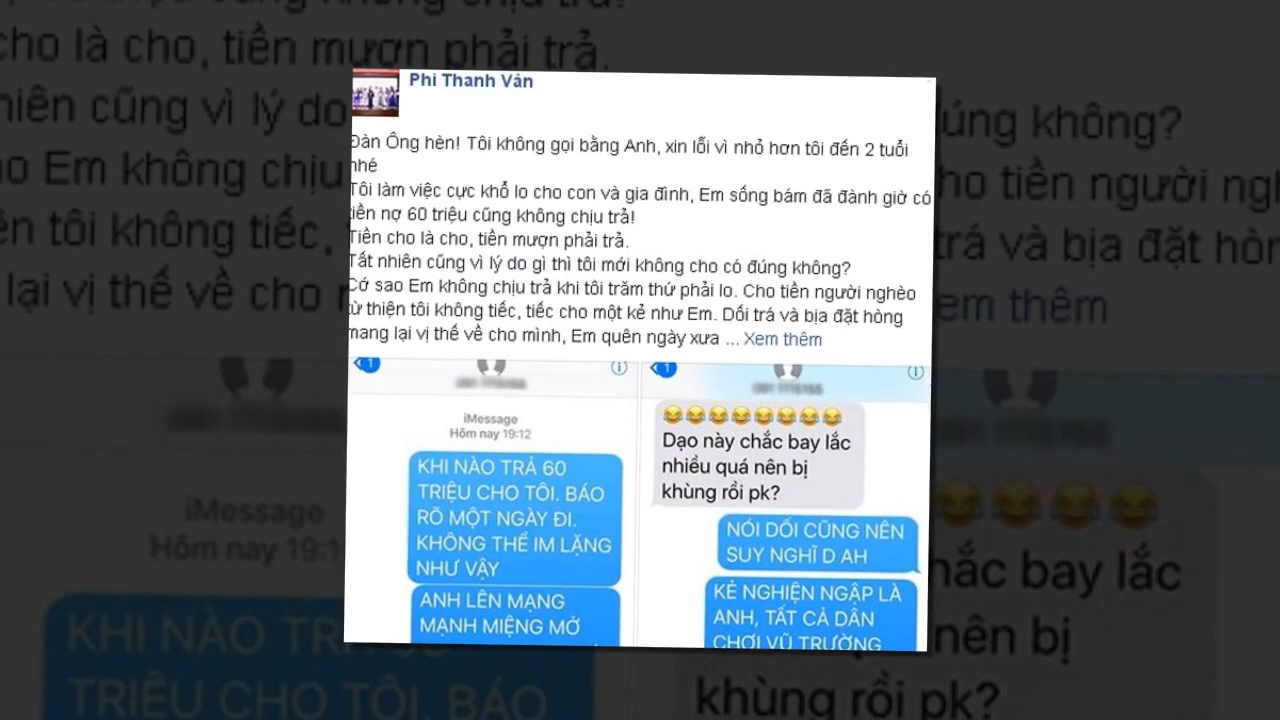 Phi Thanh Vân
Đàn Ông hèn! Tôi không gọi bằng Anh, xin lỗi vì nhỏ hơn tôi đến 2 tuổi
nhé
Tôi làm việc cực khổ lo cho con và gia đình, Em sống bám đã đành giờ có
tiền nợ 60 triệu cũng không chịu trả!
Tiền cho là cho, tiền mượn phải trả.
Tất nhiên cũng vì lý do gì thì tôi mới không cho có đúng không?
Cớ sao Em không chịu trả khi tôi trăm thứ phải lo. Cho tiền người nghèo
từ thiện tôi không tiếc, tiếc cho một kẻ như Em. Dối trá và bịa đặt hòng
mang lại vị thế về cho mình, Em quên ngày xưa ... Xem thêm
1
iMessage
Hôm nay 19:12
KHI NÀO TRẢ 60
TRIỆU CHO TÔI. BÁO
RÕ MỘT NGÀY ĐI.
KHÔNG THỂ IM LẶNG
NHƯ VẬY
ANH LÊN MẠNG
MẠNH MIỆNG MỞ
1
😂😂😂😂😂😂😂😂
Dạo này chắc bay lắc
nhiều quá nên bị
khùng rồi pk?
NÓI DỐI CŨNG NÊN
SUY NGHĨ D AH
KẺ NGHIỆN NGẬP LÀ
ANH, TẤT CẢ DÂN
CHƠI VŨ TRƯỜNG